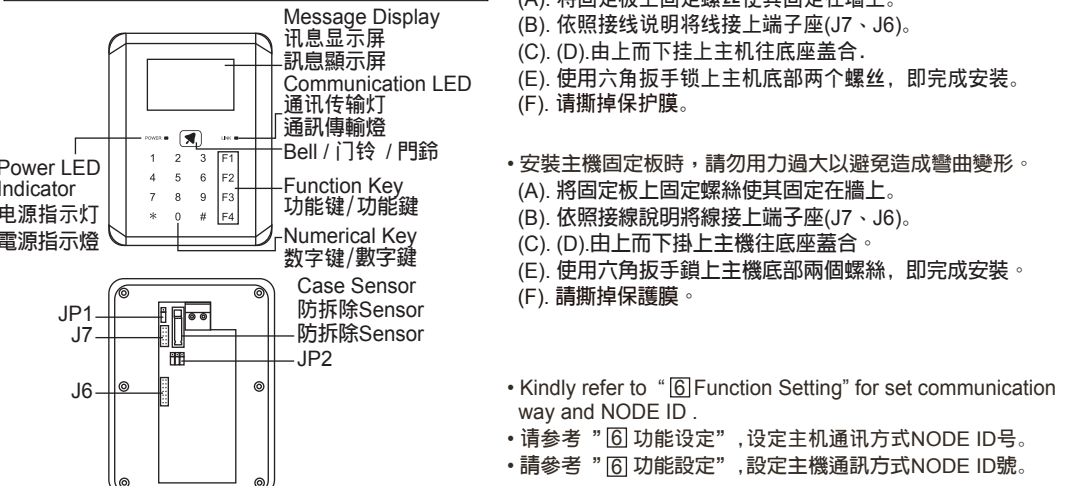 Message Display
讯息显示屏
訊息顯示屏
Communication LED
通讯传输灯
通訊傳輸燈
Bell / 门铃 / 門鈴
Function Key
功能键/功能鍵
Numerical Key
数字键/數字鍵
POWER
LINK
Power LED
Indicator
电源指示灯
電源指示燈
1 2 3 F1
4 5 6 F2
7 8 9 F3
* 0 # F4
Case Sensor
防拆除Sensor
防拆除Sensor
JP1
J7
JP2
J6
(A). 将固定板上固定螺丝使其固定在墙上。
(B). 依照接线说明将线接上端子座(J7、J6)。
(C). (D).由上而下挂上主机往底座盖合.
(E). 使用六角扳手锁上主机底部两个螺丝, 即完成安装。
(F). 请撕掉保护膜。
• 安裝主機固定板時，請勿用力過大以避免造成彎曲變形。
(A). 將固定板上固定螺絲使其固定在牆上。
(B). 依照接線說明將線接上端子座(J7、J6)。
(C). (D).由上而下掛上主機往底座蓋合。
(E). 使用六角扳手鎖上主機底部兩個螺絲, 即完成安裝。
(F). 請撕掉保護膜。
• Kindly refer to “ 6 Function Setting” for set communication
way and NODE ID .
• 请参考 ” 6 功能设定” ,设定主机通讯方式NODE ID号。
• 請參考 ” 6 功能設定” ,設定主機通訊方式NODE ID號。